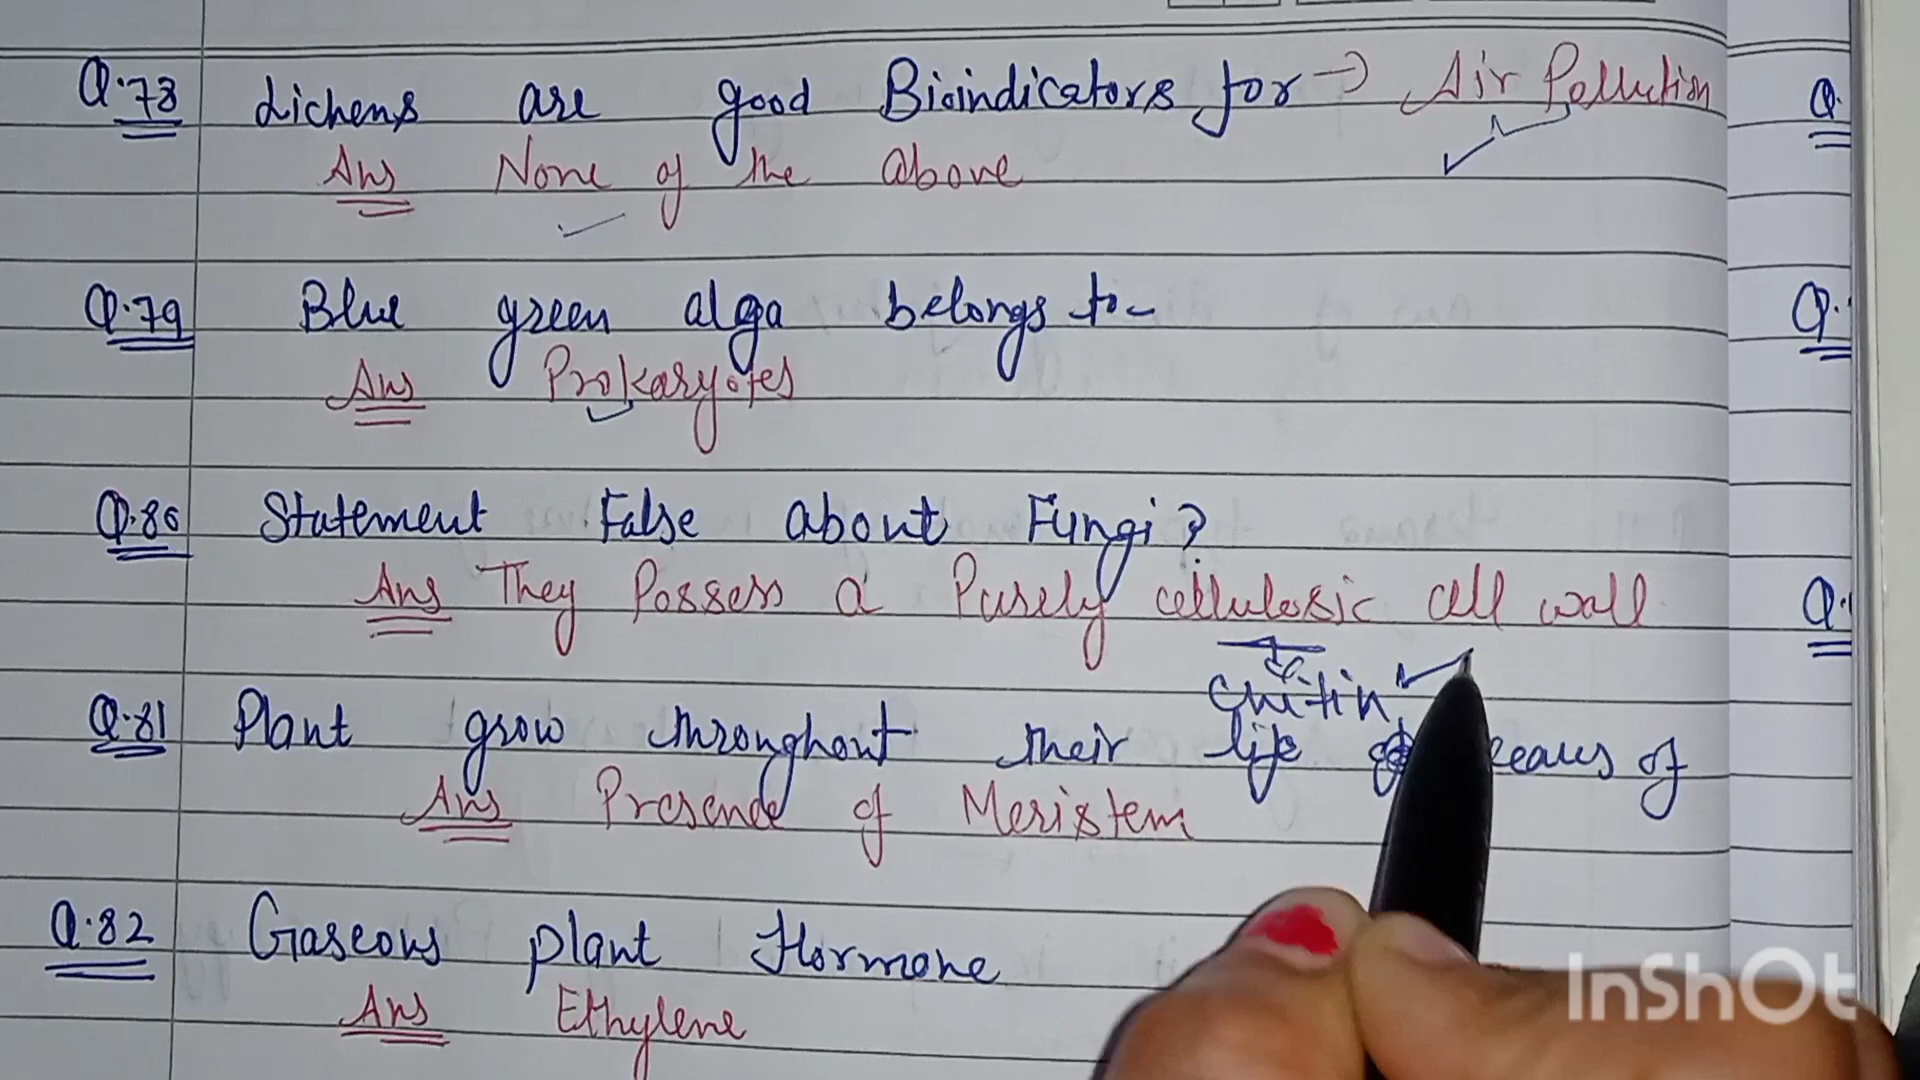 Q.78 Lichens are good Bioindicators for → Air Pollution
Ans None of the above
Q.79 Blue green alga belongs to-
Ans Prokaryotes
Q.80 Statement False about Fungi?
Ans They Possess a Purely cellulosic cell wall
Chitin
Q.81 Plant grow throughout their life of
Ans Presence of Meristem
Q.82 Gaseous plant Hormone
Ans Ethylene
Q.
Q.
Q.
InShOt